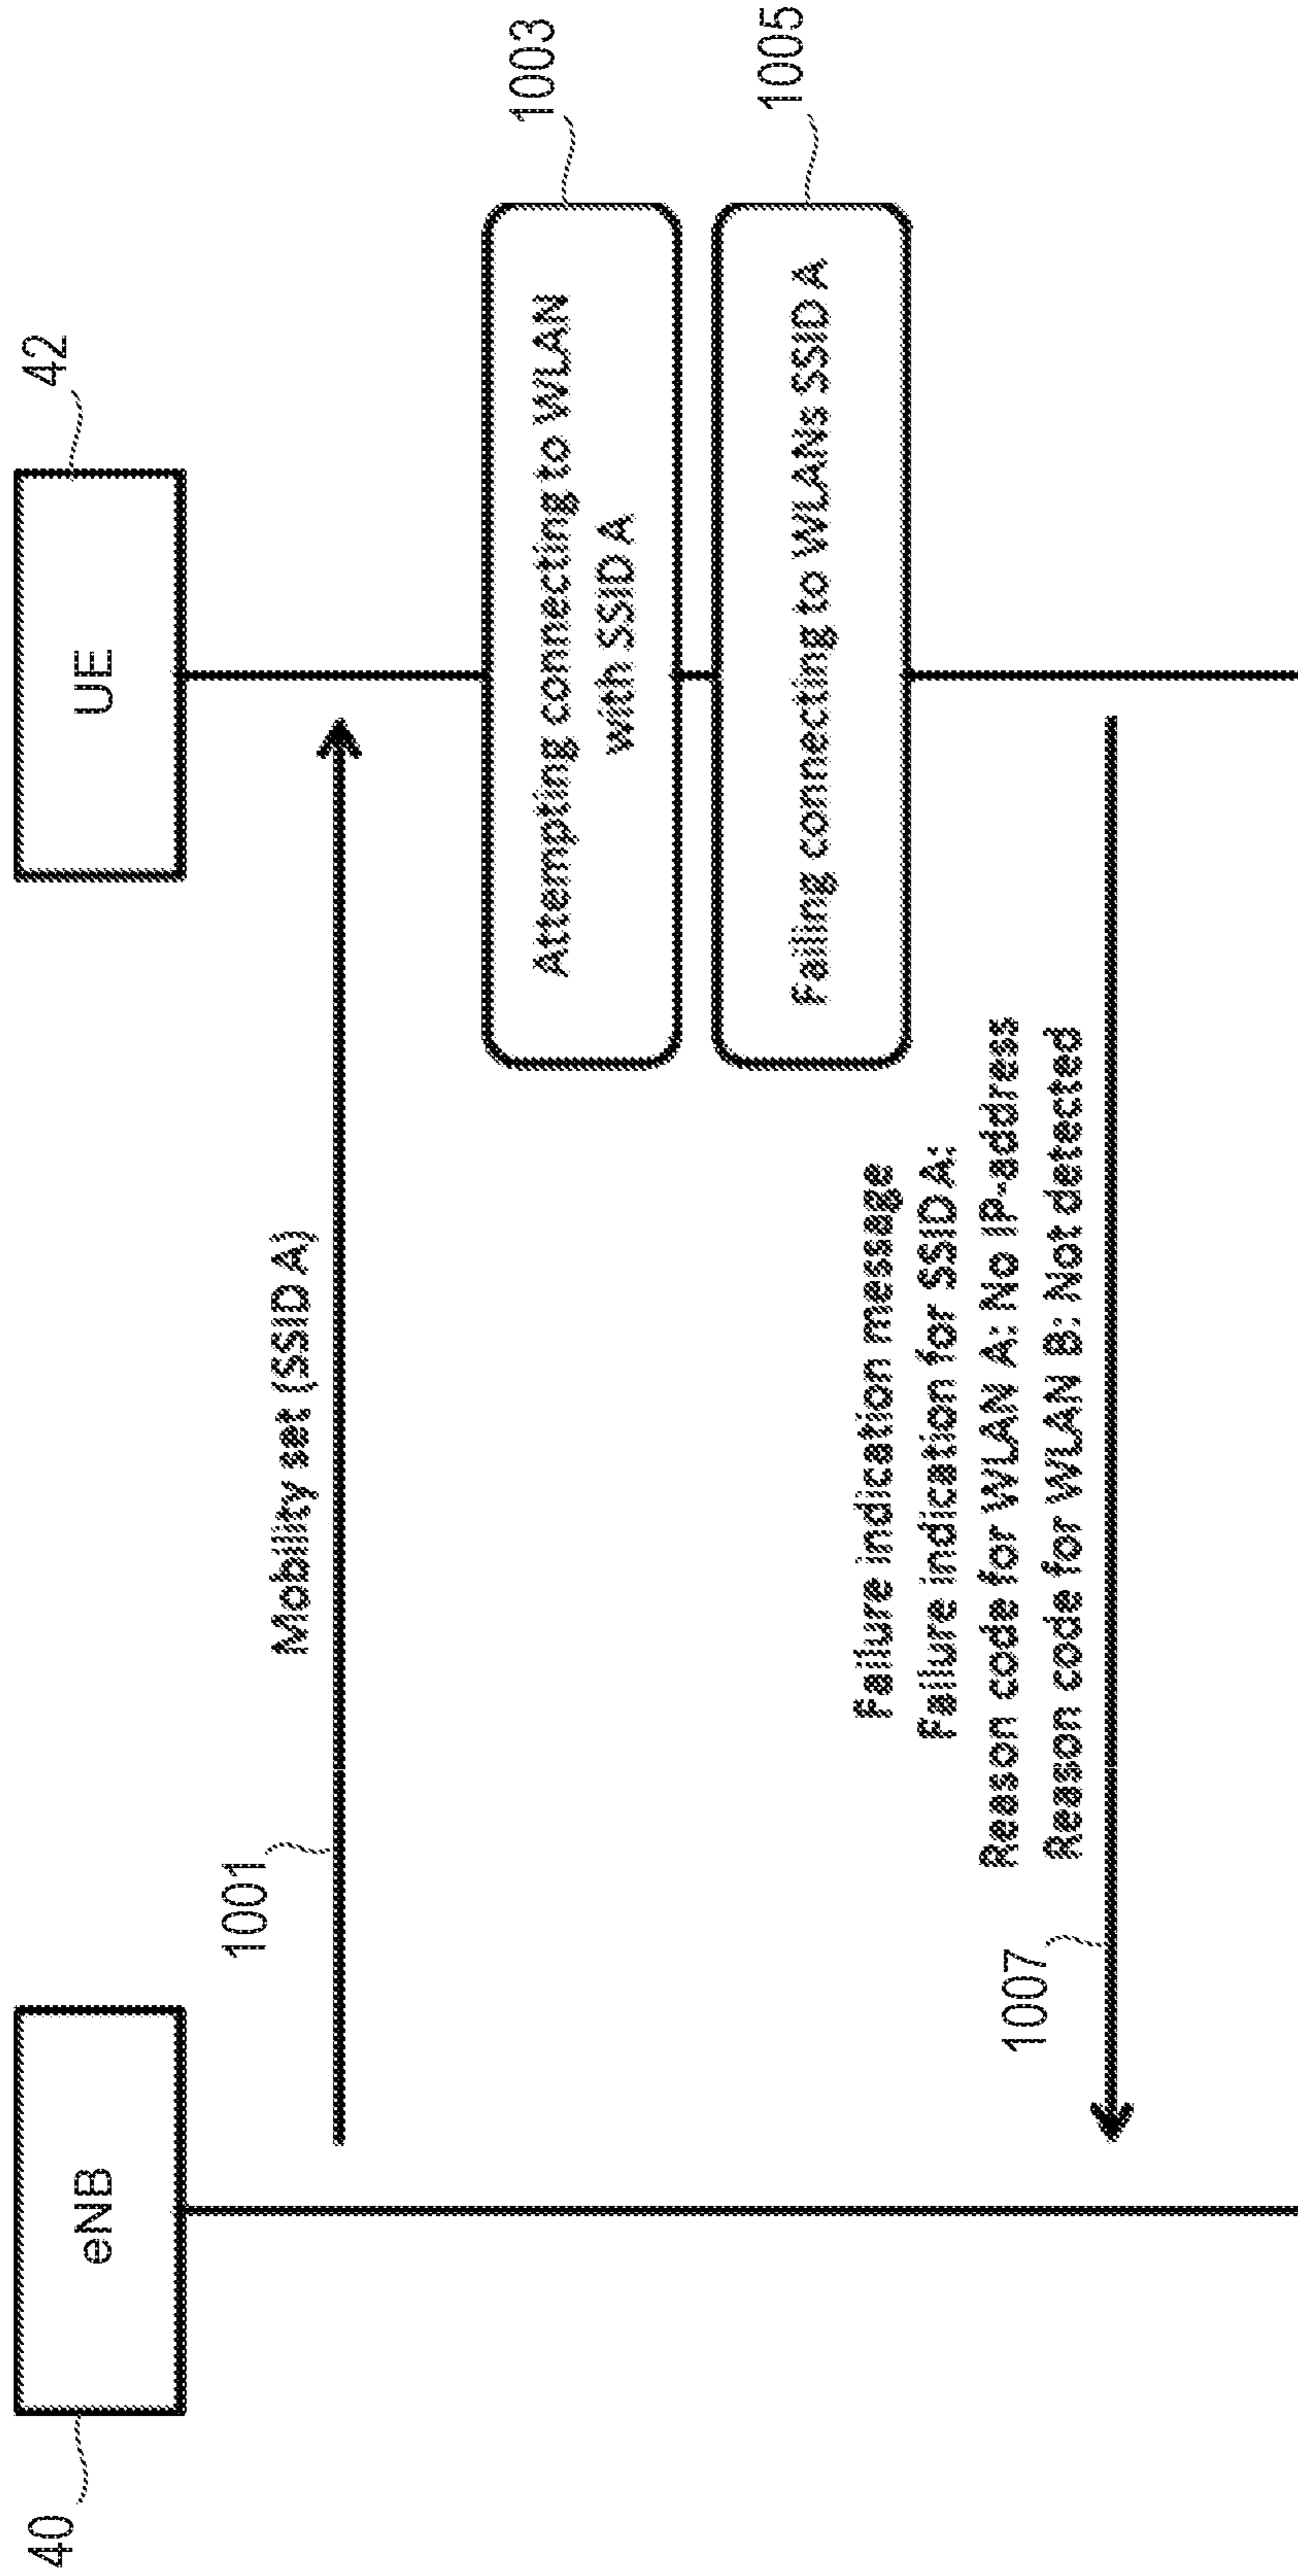 40
eNB
UE
42
1001
Mobility set (SSID A)
Attempting connecting to WLAN
with SSID A
1003
Failing connecting to WLANs SSID A
1005
Failure indication message
Failure indication for SSID A:
Reason code for WLAN A: No IP-address
Reason code for WLAN B: Not detected
1007